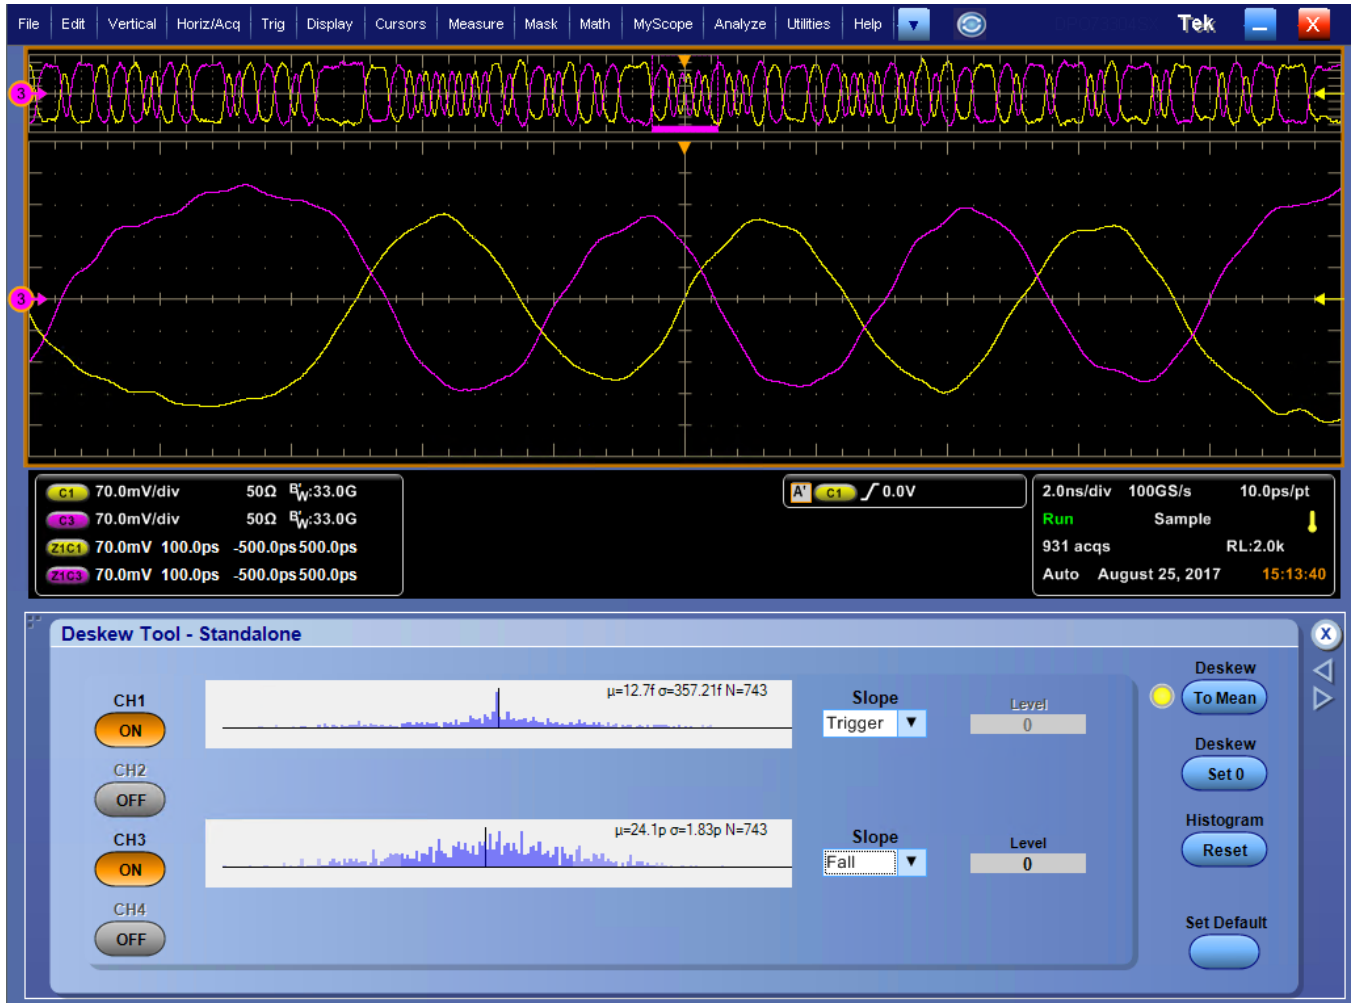 File Edit Vertical Horiz/Acq Trig Display Cursors Measure Mask Math MyScope Analyze Utilities Help Tek X
3
3
C1 70.0mV/div 50Ω BW:33.0G
C3 70.0mV/div 50Ω BW:33.0G
Z1C1 70.0mV 100.0ps -500.0ps 500.0ps
Z1C3 70.0mV 100.0ps -500.0ps 500.0ps
A' C1 0.0V
2.0ns/div 100GS/s 10.0ps/pt
Run Sample
931 acqs RL:2.0k
Auto August 25, 2017 15:13:40
Deskew Tool - Standalone
X
CH1
ON
μ=12.7f σ=357.21f N=743
Slope
Trigger
Level
0
CH2
OFF
CH3
ON
μ=24.1p σ=1.83p N=743
Slope
Fall
Level
0
CH4
OFF
Deskew
To Mean
Deskew
Set 0
Histogram
Reset
Set Default